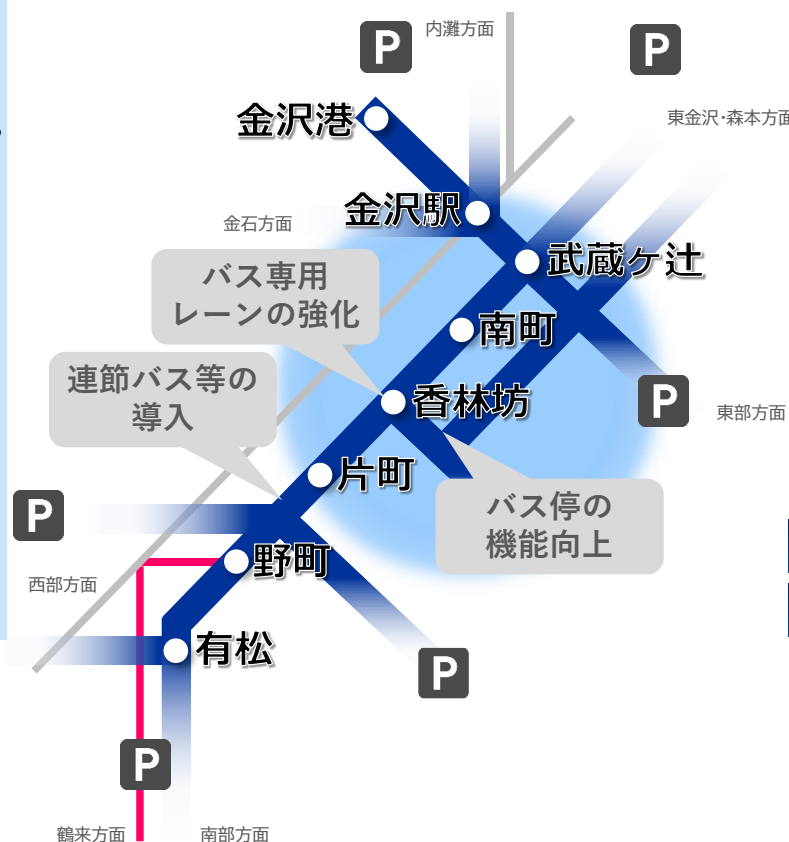 内灘方面
P
P
金沢港
東金沢・森本方面
金沢駅
金石方面
武蔵ヶ辻
バス専用
レーンの強化
南町
連節バス等の
導入
香林坊
P
東部方面
片町
P
バス停の
機能向上
野町
西部方面
有松
P
P
鶴来方面
南部方面